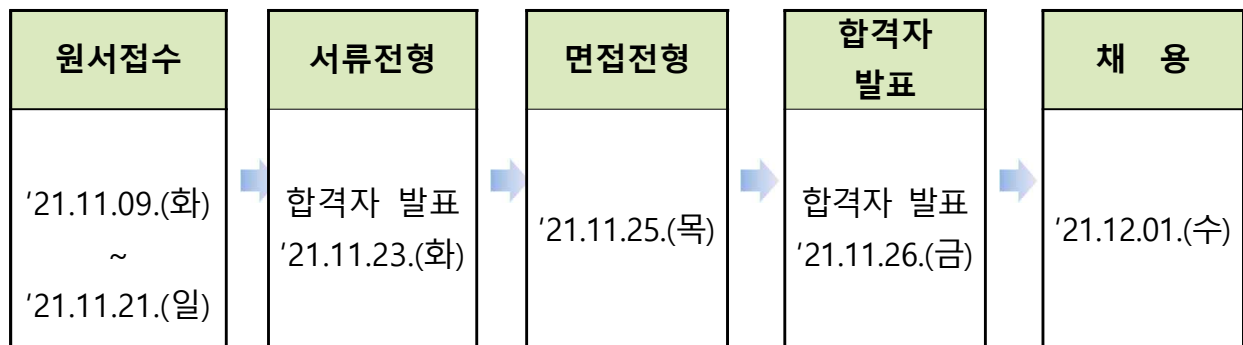 원서접수
'21.11.09.(화)
~
'21.11.21.(일)
서류전형
합격자 발표
'21.11.23.(화)
면접전형
'21.11.25.(목)
합격자
발표
합격자 발표
'21.11.26.(금)
채 용
'21.12.01.(수)